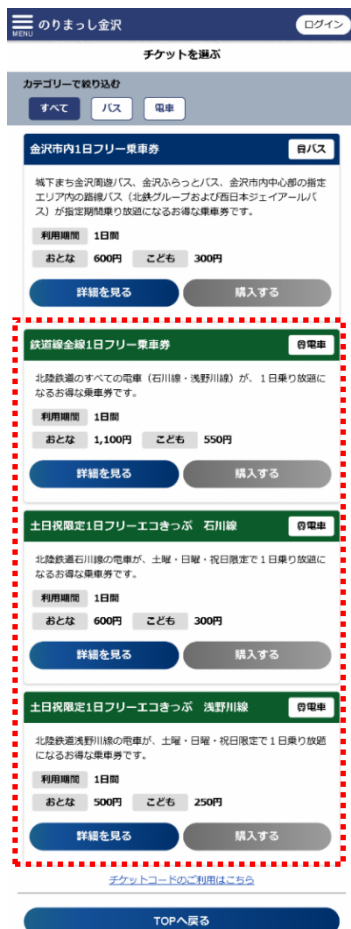 MENU のりまっし金沢 ログイン
チケットを選ぶ
カテゴリーで絞り込む
すべて バス 電車
金沢市内1日フリー乗車券 バス
城下まち金沢周遊バス、金沢ふらっとバス、金沢市内中心部の指定
エリア内の路線バス（北鉄グループおよび西日本ジェイアールバ
ス）が指定期間乗り放題になるお得な乗車券です。
利用期間 1日間
おとな 600円 こども 300円
詳細を見る 購入する
鉄道線全線1日フリー乗車券 電車
北陸鉄道のすべての電車（石川線・浅野川線）が、１日乗り放題に
なるお得な乗車券です。
利用期間 1日間
おとな 1,100円 こども 550円
詳細を見る 購入する
土日祝限定1日フリーエコきっぷ 石川線 電車
北陸鉄道石川線の電車が、土曜・日曜・祝日限定で１日乗り放題に
なるお得な乗車券です。
利用期間 1日間
おとな 600円 こども 300円
詳細を見る 購入する
土日祝限定1日フリーエコきっぷ 浅野川線 電車
北陸鉄道浅野川線の電車が、土曜・日曜・祝日限定で１日乗り放題
になるお得な乗車券です。
利用期間 1日間
おとな 500円 こども 250円
詳細を見る 購入する
チケットコードのご利用はこちら
TOPへ戻る